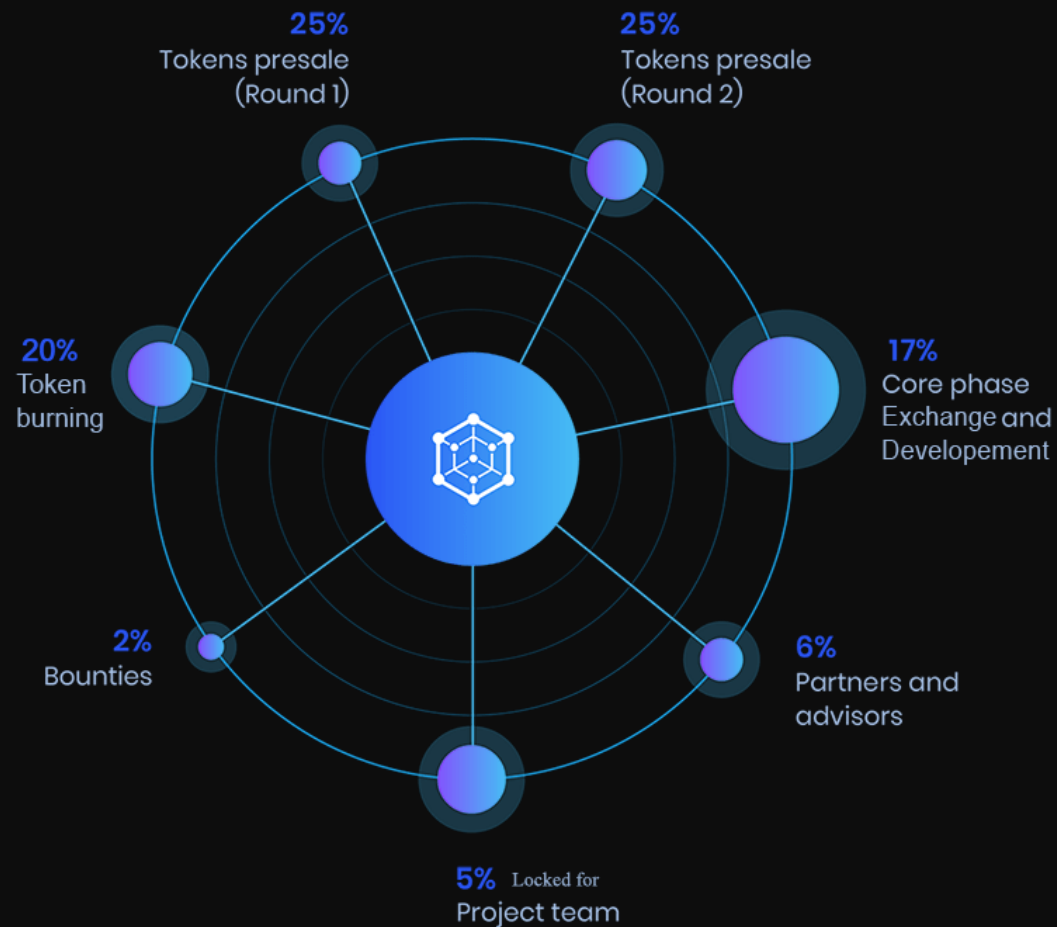 25%
Tokens presale
(Round 1)
25%
Tokens presale
(Round 2)
20%
Token
burning
17%
Core phase
Exchange and
Developement
2%
Bounties
6%
Partners and
advisors
5% Locked for
Project team